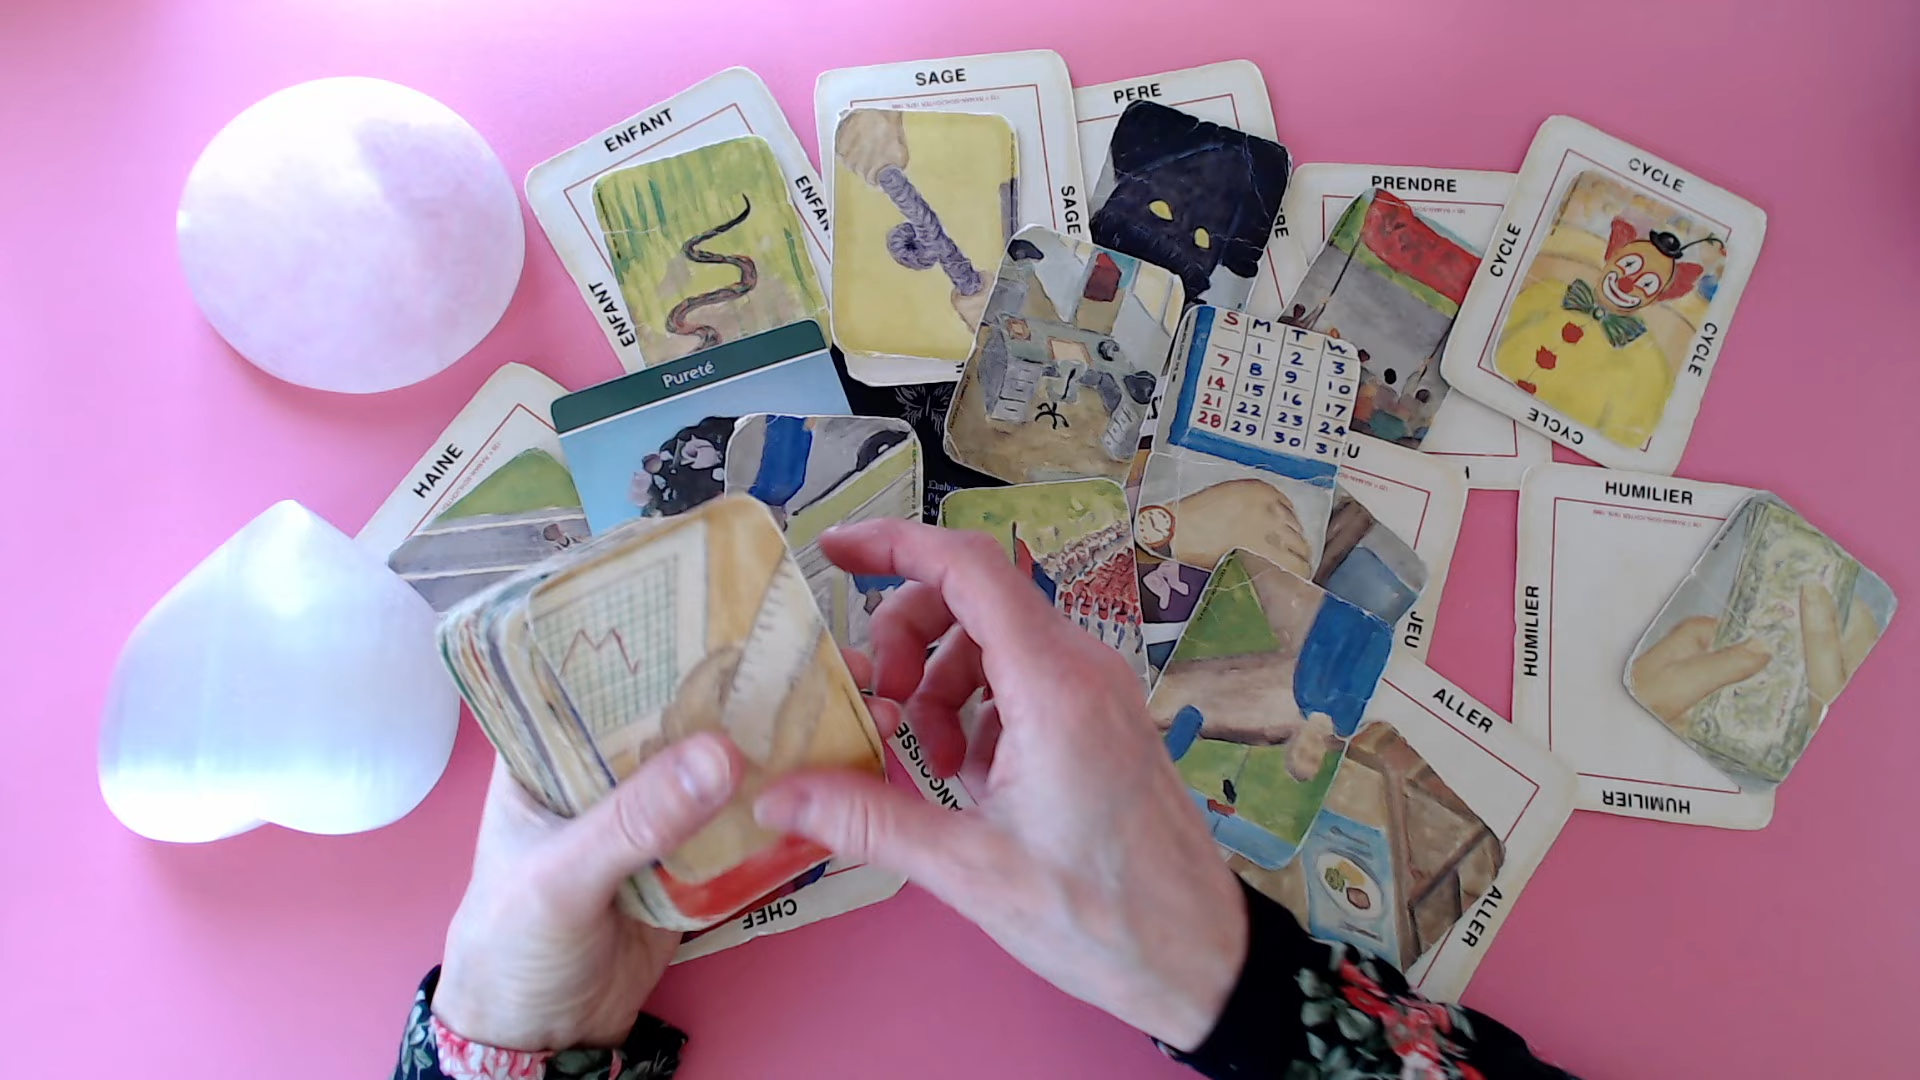 ENFANT
ENFANT
ENFANT
SAGE
SAGE
PERE
PRENDRE
CYCLE
CYCLE
CYCLE
CYCLE
Pureté
S M T W
1 2 3
7 8 9 10
14 15 16 17
21 22 23 24
28 29 30 31
HAINE
HUMILIER
HUMILIER
HUMILIER
JEU
ALLER
ALLER
ANGOISSE
CHEF